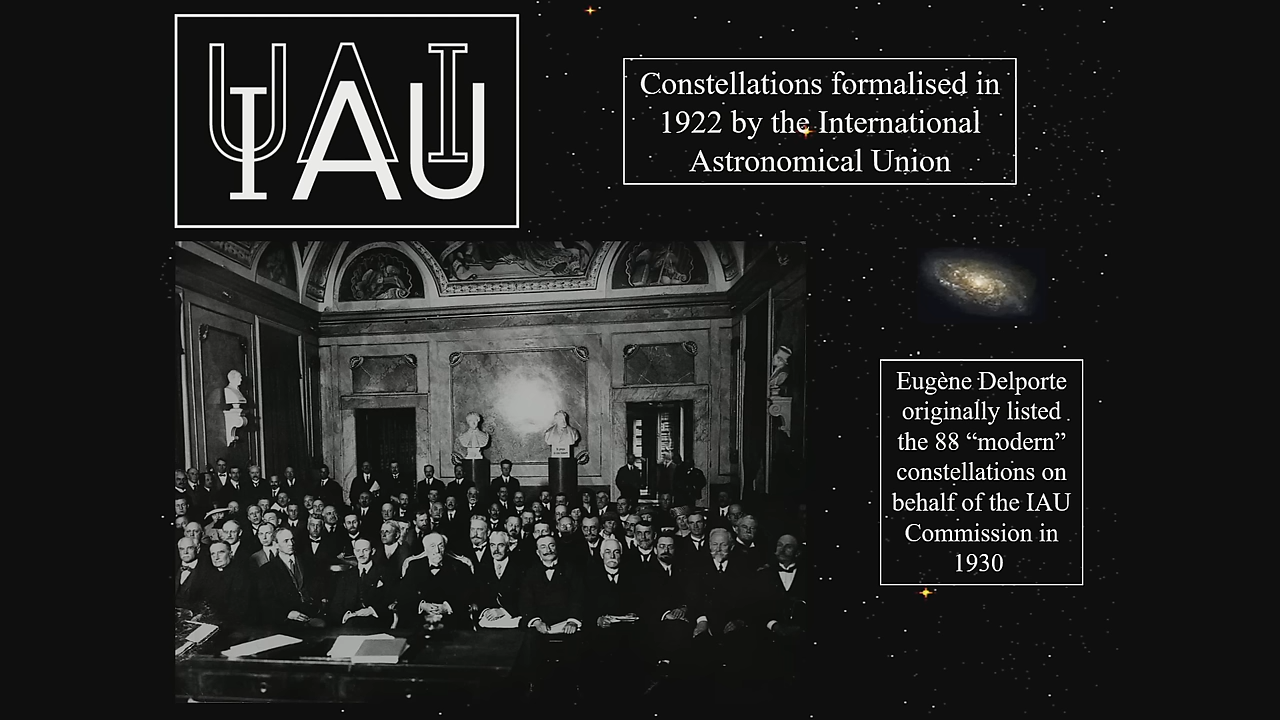 UAI
IAU
Constellations formalised in
1922 by the International
Astronomical Union
Eugène Delporte
originally listed
the 88 “modern”
constellations on
behalf of the IAU
Commission in
1930